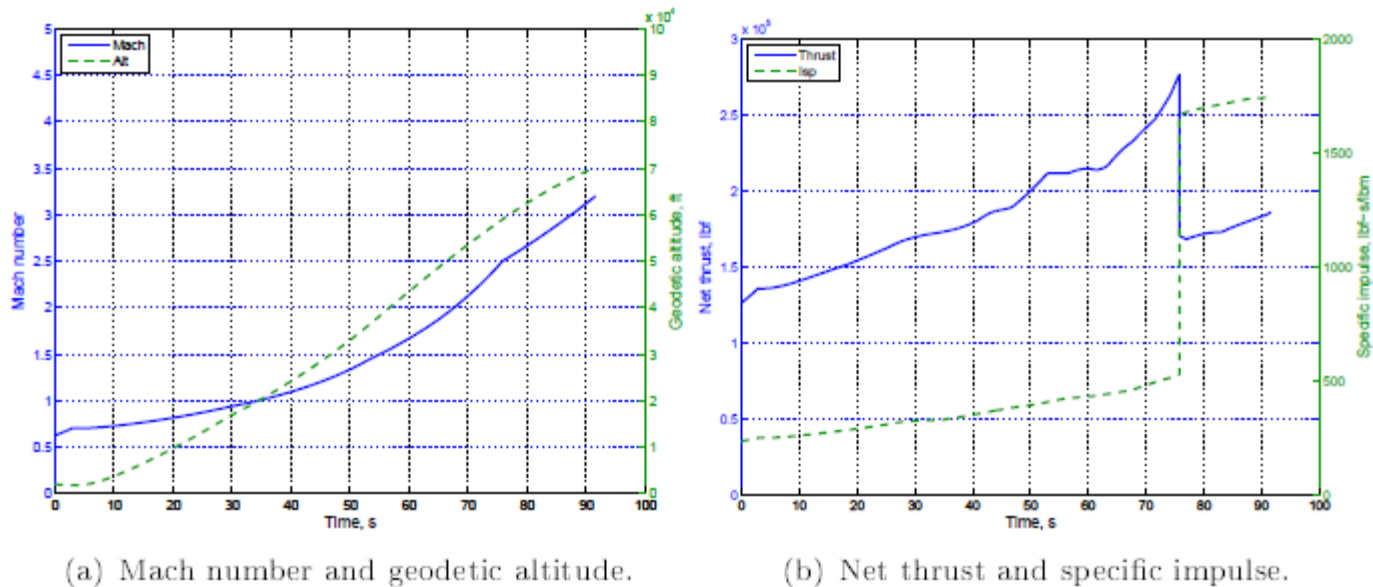 x 10⁴
5
4.5
4
3.5
3
2.5
2
1.5
1
0.5
0
Mach number
Mach
Alt
10
9
8
7
6
5
4
3
2
1
0
Geodetic altitude, ft
0 10 20 30 40 50 60 70 80 90 100
Time, s
(a) Mach number and geodetic altitude.
x 10⁵
3
2.5
2
1.5
1
0.5
0
Net thrust, lbf
Thrust
Isp
2000
1500
1000
500
0
Specific impulse, lbf-s/lbm
0 10 20 30 40 50 60 70 80 90 100
Time, s
(b) Net thrust and specific impulse.